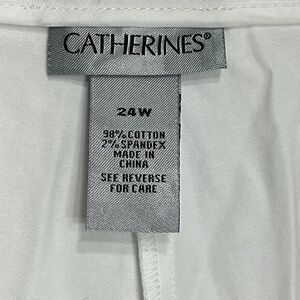 CATHERINES®
24W
98% COTTON
2% SPANDEX
MADE IN
CHINA
SEE REVERSE
FOR CARE